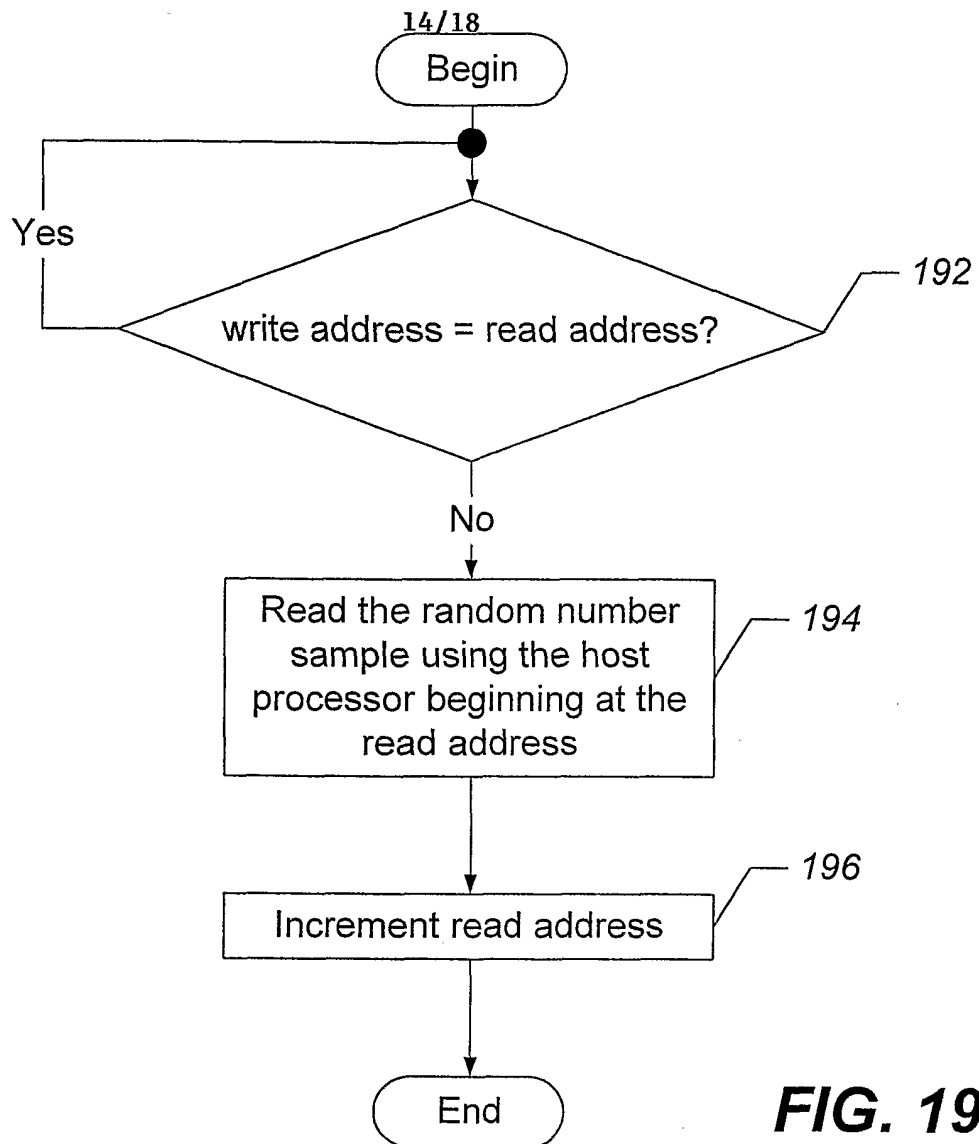 14/18
Begin
Yes
192
write address = read address?
No
Read the random number
sample using the host
processor beginning at the
read address
194
196
Increment read address
End
FIG. 19